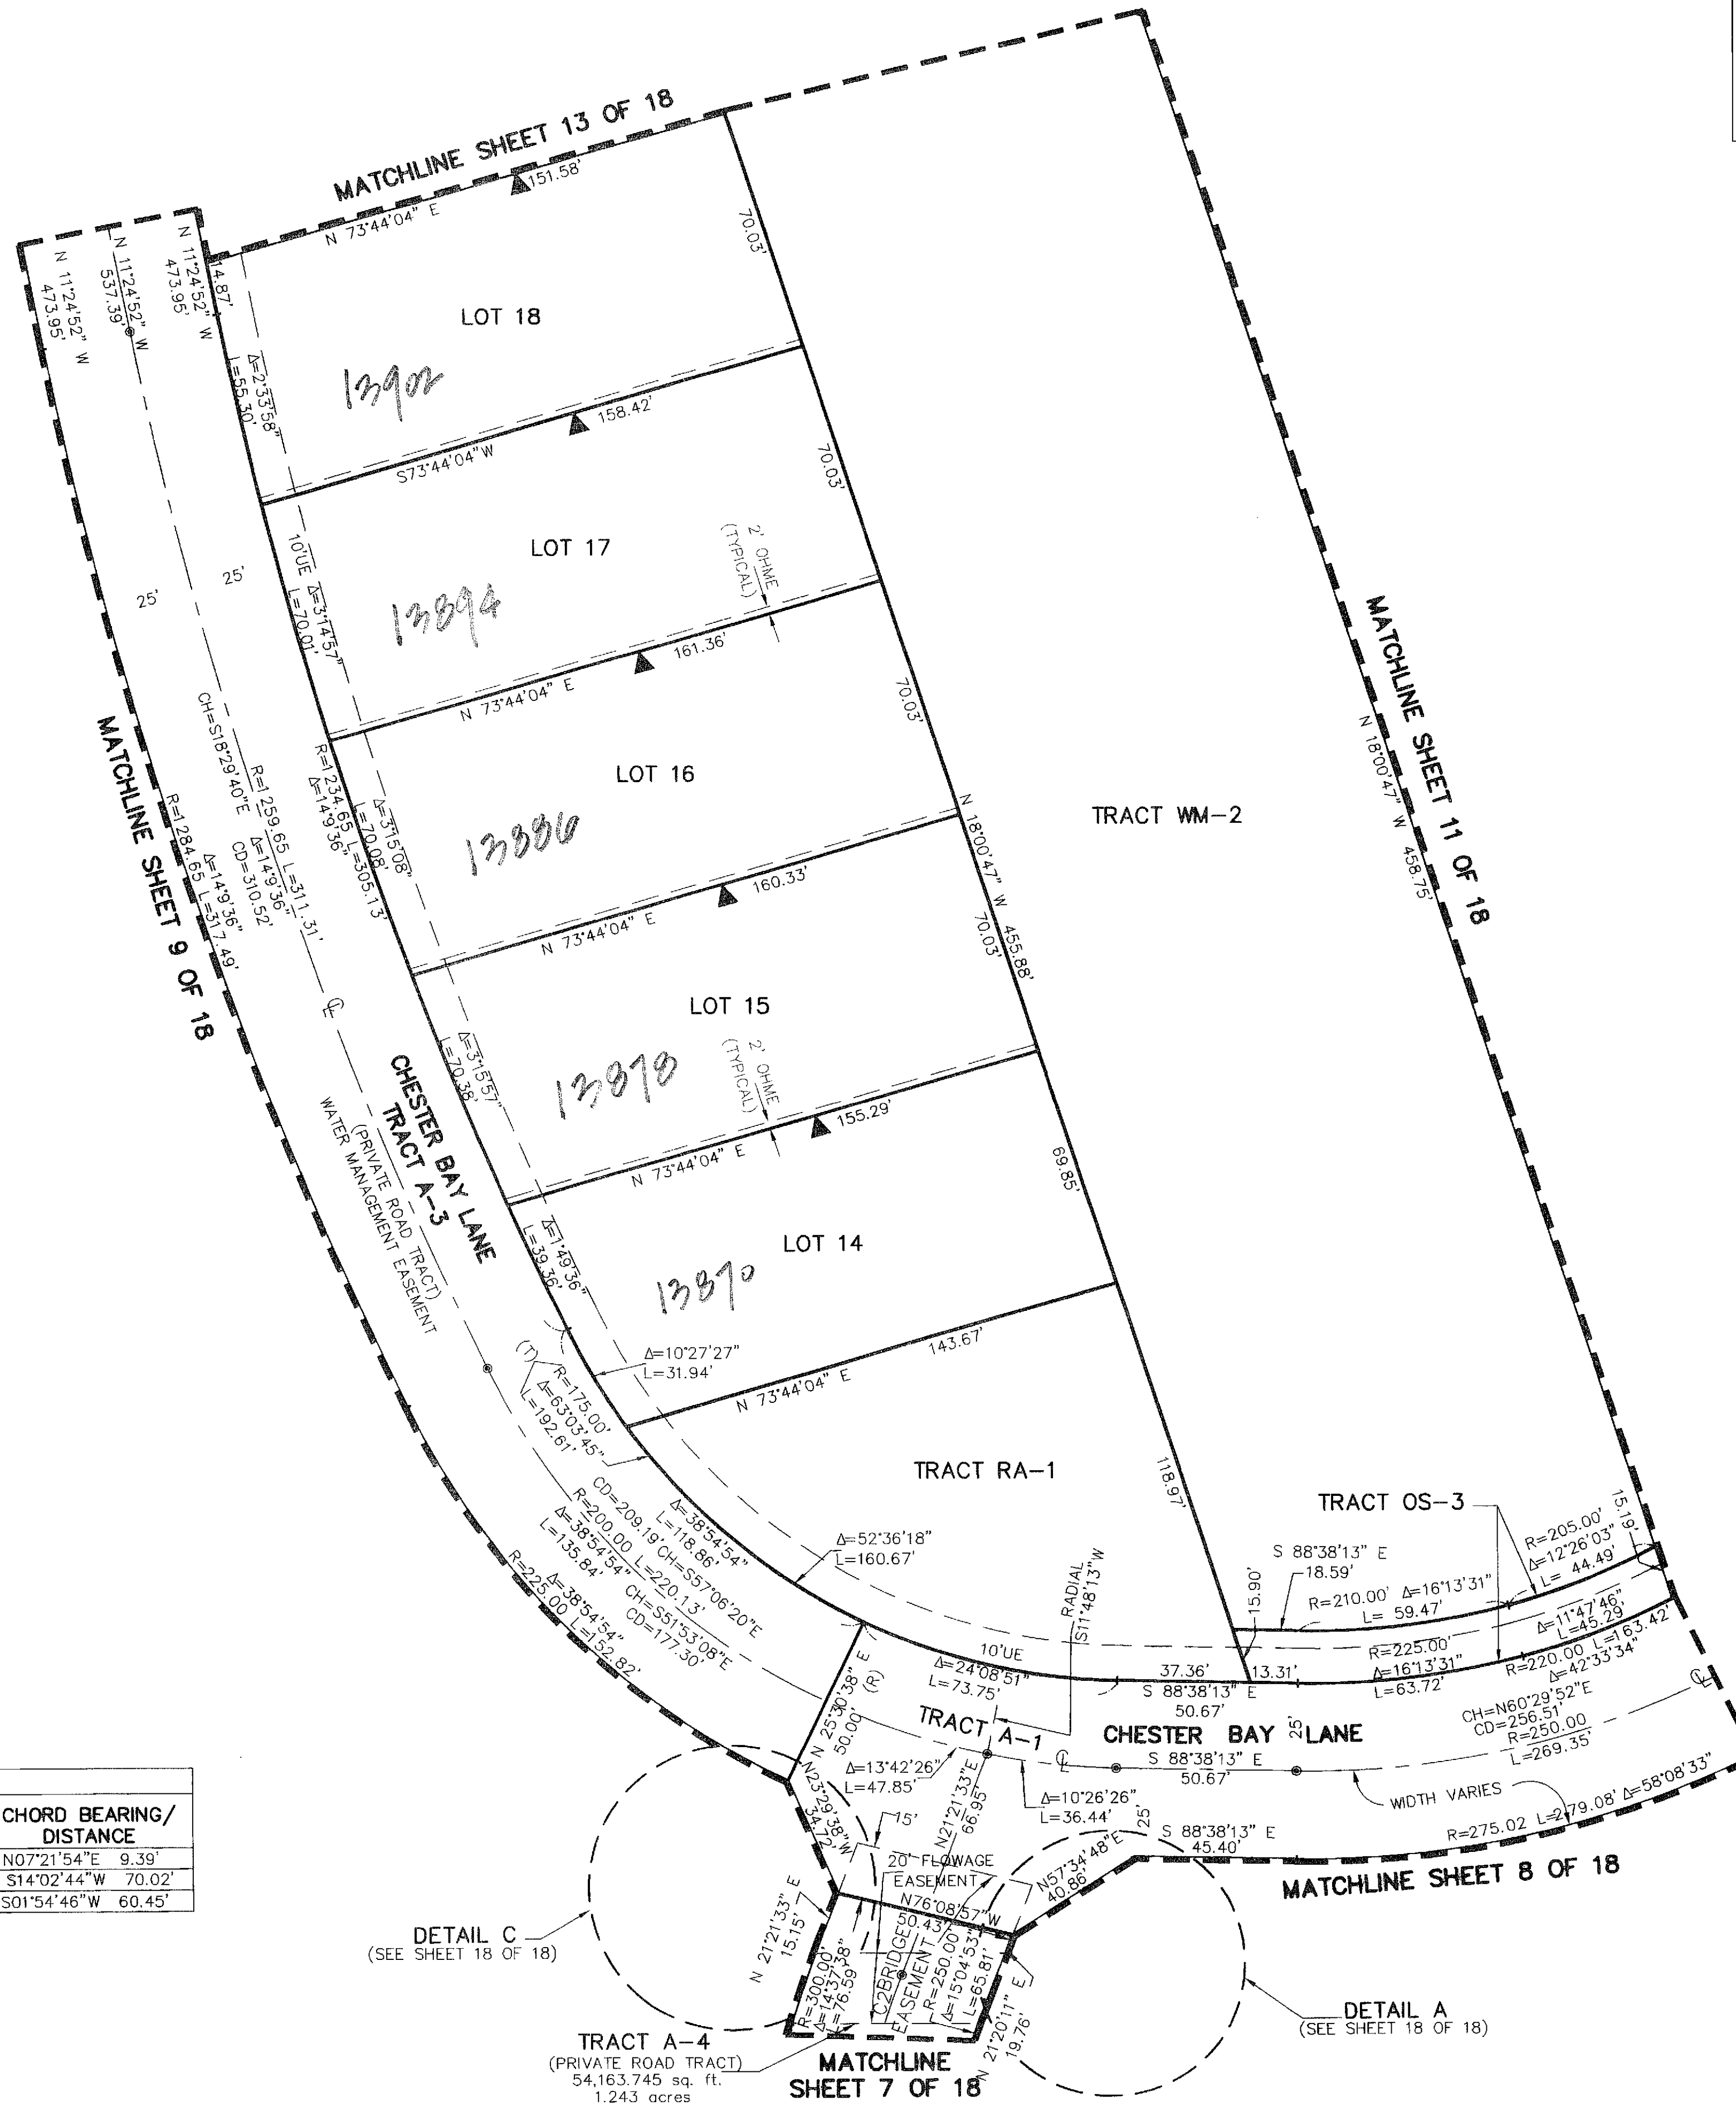 MATCHLINE SHEET 13 OF 18
151.58'
N 73°44'04" E
70.03'
N 11°24'52" W
473.95'
N 11°24'52" W
537.39'
N 11°24'52" W
473.95'
14.87'
LOT 18
13902
Δ=2°33'58"
L=55.30'
158.42'
S73°44'04"W
70.03'
LOT 17
13894
2' OHME
(TYPICAL)
10'UE
Δ=3°14'57"
L=70.01'
25'
25'
161.36'
N 73°44'04" E
70.03'
MATCHLINE SHEET 11 OF 18
N 18°00'47" W 458.75'
MATCHLINE SHEET 9 OF 18
R=1284.65 L=317.49'
Δ=14°9'36"
CH=S18°29'40"E CD=310.52'
R=1259.65 L=311.31'
Δ=14°9'36"
R=1234.65 L=305.13'
Δ=14°9'36"
Δ=3°15'08"
L=70.08'
LOT 16
13886
TRACT WM-2
160.33'
N 73°44'04" E
N 18°00'47" W 455.88'
70.03'
LOT 15
13878
2' OHME
(TYPICAL)
Δ=3°15'57"
L=70.38'
155.29'
N 73°44'04" E
69.85'
CHESTER BAY LANE
TRACT A-3
(PRIVATE ROAD TRACT)
WATER MANAGEMENT EASEMENT
LOT 14
13870
Δ=1°49'36"
L=39.36'
Δ=10°27'27"
L=31.94'
143.67'
N 73°44'04" E
(T)
R=175.00'
Δ=63°03'45"
L=192.61'
TRACT RA-1
118.97'
TRACT OS-3
15.19'
R=205.00'
Δ=12°26'03"
L= 44.49'
S 88°38'13" E
18.59'
R=210.00' Δ=16°13'31"
L= 59.47'
15.90'
Δ=52°36'18"
L=160.67'
Δ=38°54'54"
L=118.86'
CD=209.19' CH=S57°06'20"E
R=200.00 L=220.13'
Δ=38°54'54" CH=S51°53'08"E
L=135.84' CD=177.30'
Δ=38°54'54"
R=225.00 L=152.82'
RADIAL
S11°48'13"W
10'UE
Δ=24°08'51"
L=73.75'
37.36'
13.31'
S 88°38'13" E
50.67'
R=225.00'
Δ=16°13'31"
L=63.72'
Δ=11°47'46"
L=45.29'
R=220.00 L=163.42'
Δ=42°33'34"
N 25°30'38" E (R)
50.00'
TRACT A-1
CHESTER BAY LANE
25'
CH=N60°29'52"E
CD=256.51'
R=250.00
L=269.35'
S 88°38'13" E
50.67'
Δ=13°42'26"
L=47.85'
Δ=10°26'26"
L=36.44'
N21°21'33"E
66.95'
WIDTH VARIES
R=275.02 L=279.08' Δ=58°08'33"
N23°29'38"W
34.72'
15'
25'
S 88°38'13" E
45.40'
MATCHLINE SHEET 8 OF 18
N57°34'48"E
40.86'
20' FLOWAGE
EASEMENT
N76°08'57"W
50.43'
N 21°21'33" E
15.15'
R=300.00'
Δ=14°37'38"
L=76.59'
C2
BRIDGE
EASEMENT
R=250.00'
Δ=15°04'53"
L=65.81'
N 21°20'11" E
19.76'
CHORD BEARING/
DISTANCE
N07°21'54"E 9.39'
S14°02'44"W 70.02'
S01°54'46"W 60.45'
DETAIL C
(SEE SHEET 18 OF 18)
DETAIL A
(SEE SHEET 18 OF 18)
TRACT A-4
(PRIVATE ROAD TRACT)
54,163.745 sq. ft.
1.243 acres
MATCHLINE
SHEET 7 OF 18